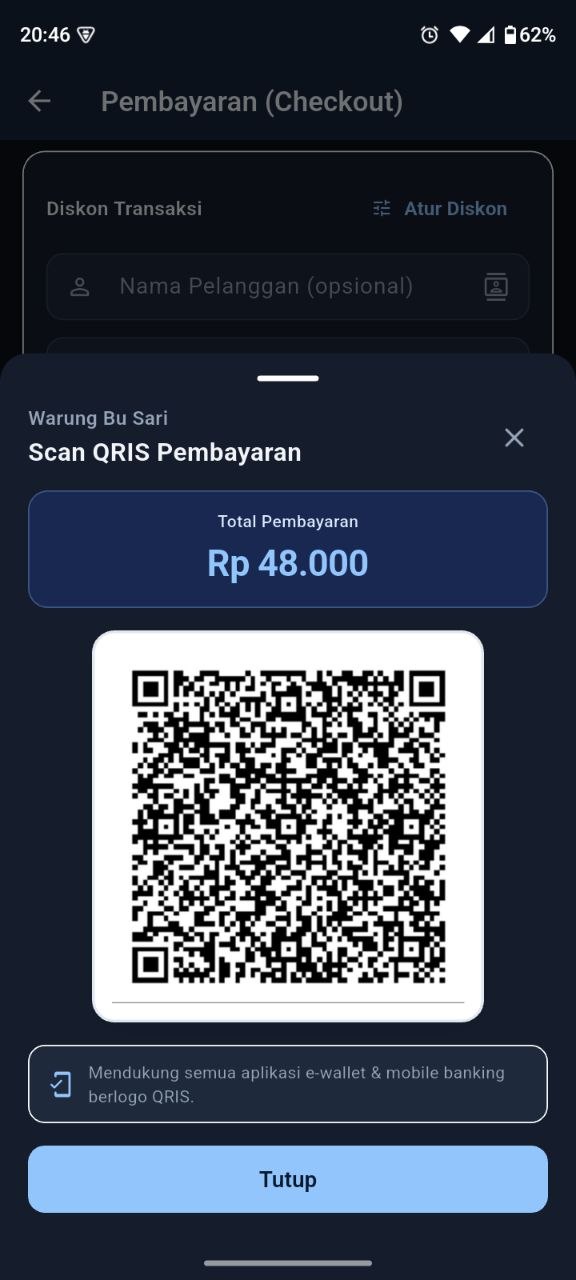 20:46
62%
Pembayaran (Checkout)
Diskon Transaksi
Atur Diskon
Nama Pelanggan (opsional)
Warung Bu Sari
Scan QRIS Pembayaran
Total Pembayaran
Rp 48.000
Mendukung semua aplikasi e-wallet & mobile banking
berlogo QRIS.
Tutup